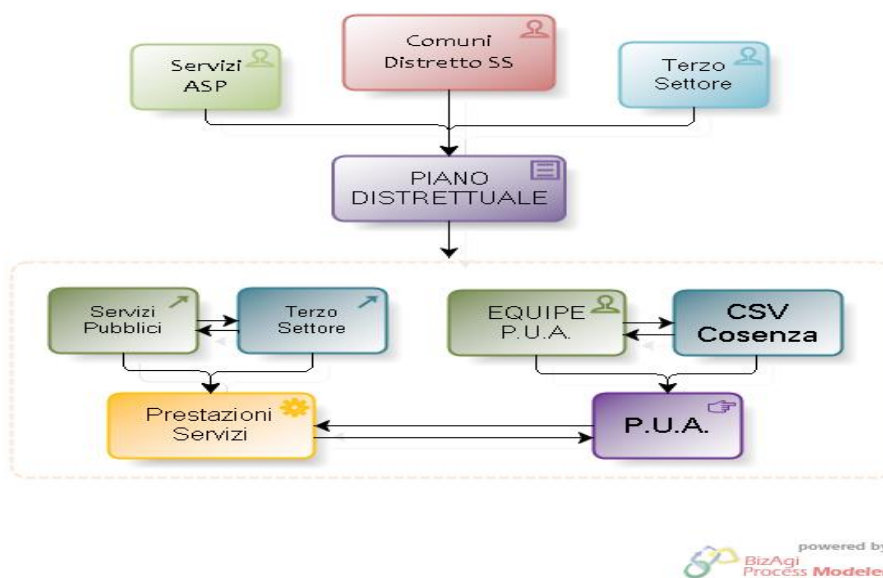 Servizi
ASP
Comuni
Distretto SS
Terzo
Settore
PIANO
DISTRETTUALE
Servizi
Pubblici
Terzo
Settore
EQUIPE
P.U.A.
CSV
Cosenza
Prestazioni
Servizi
P.U.A.
powered by
BizAgi
Process Modeler